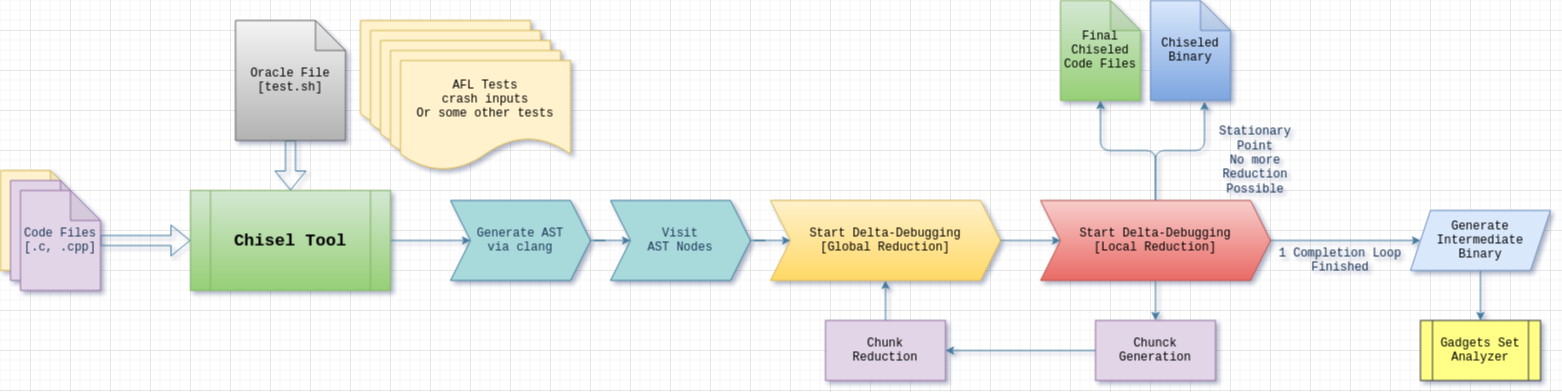 Oracle File
[test.sh]
AFL Tests
crash inputs
Or some other tests
Final
Chiseled
Code Files
Chiseled
Binary
Stationary
Point
No more
Reduction
Possible
Code Files
[.c, .cpp]
Chisel Tool
Generate AST
via clang
Visit
AST Nodes
Start Delta-Debugging
[Global Reduction]
Start Delta-Debugging
[Local Reduction]
1 Completion Loop
Finished
Generate
Intermediate
Binary
Chunk
Reduction
Chunck
Generation
Gadgets Set
Analyzer